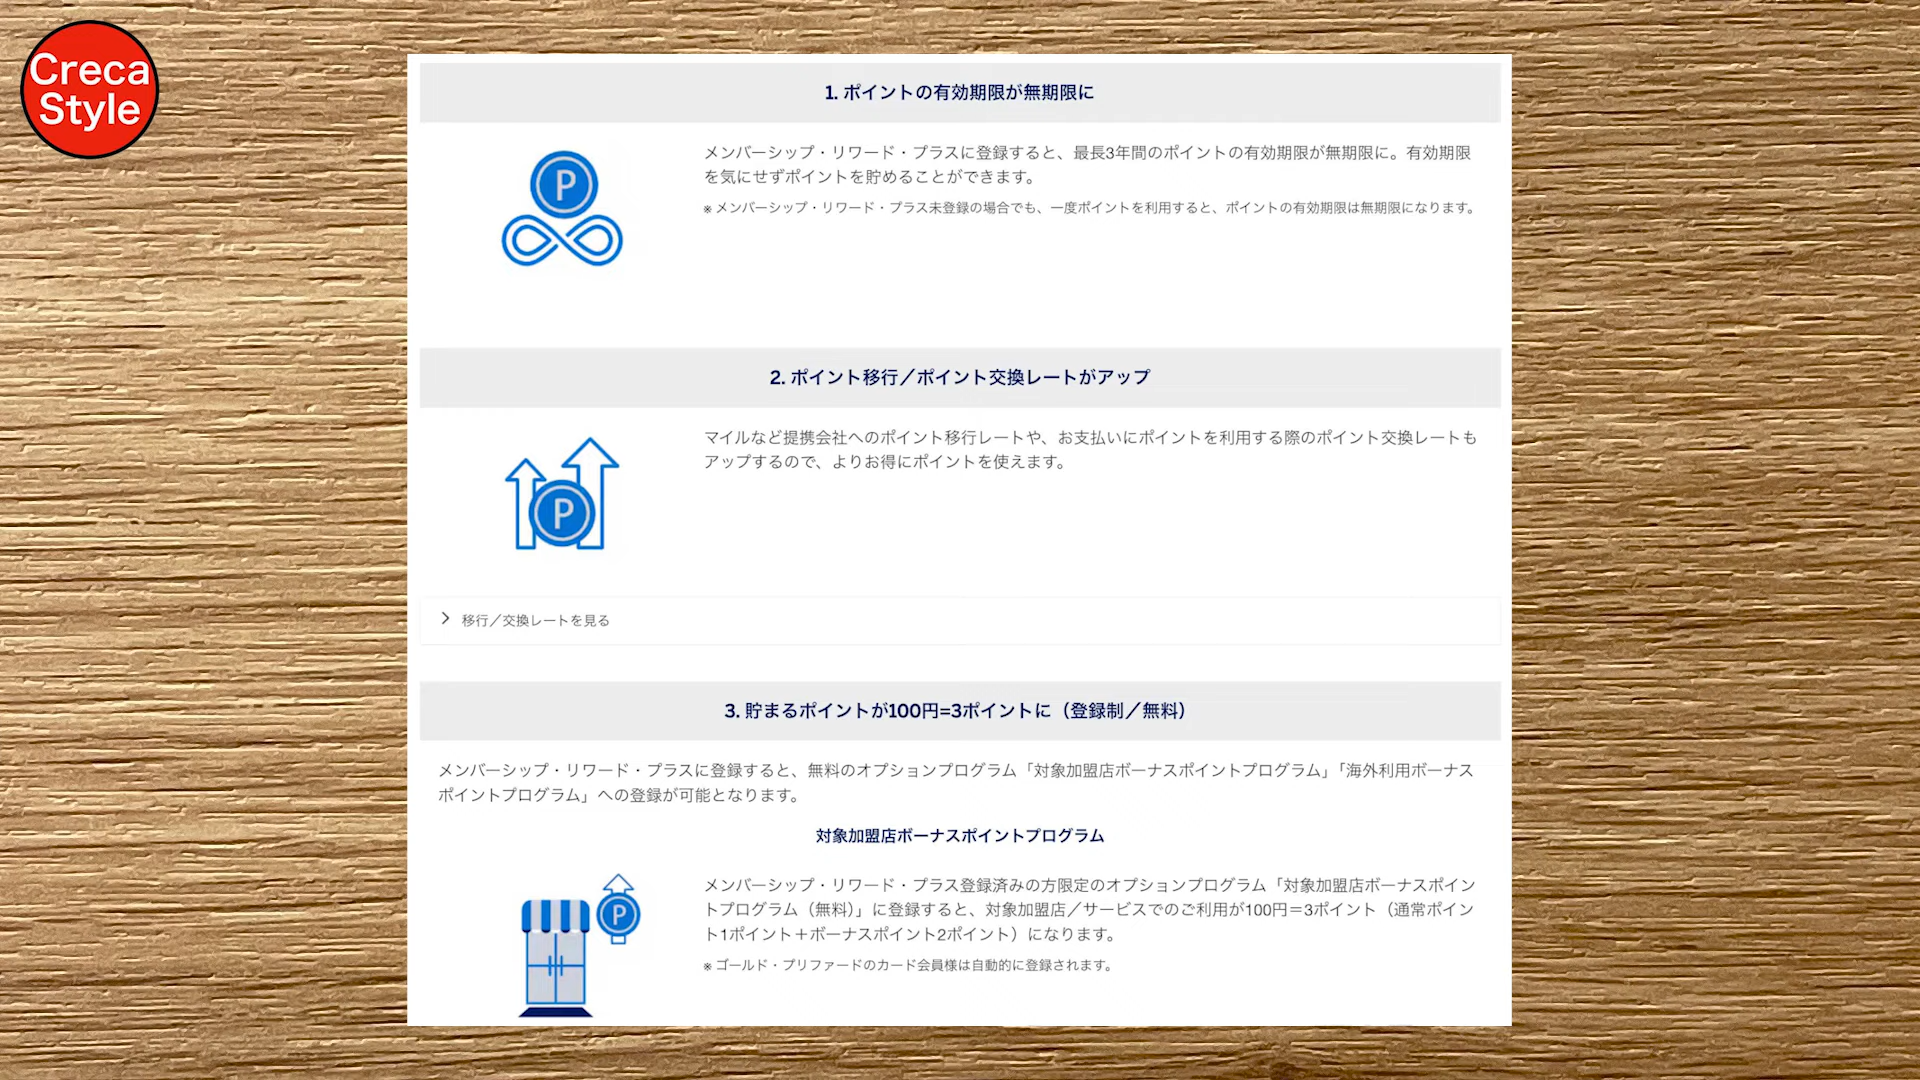 Creca
Style
1. ポイントの有効期限が無期限に
P
メンバーシップ・リワード・プラスに登録すると、最長3年間のポイントの有効期限が無期限に。有効期限
を気にせずポイントを貯めることができます。
※ メンバーシップ・リワード・プラス未登録の場合でも、一度ポイントを利用すると、ポイントの有効期限は無期限になります。
2. ポイント移行／ポイント交換レートがアップ
P
マイルなど提携会社へのポイント移行レートや、お支払いにポイントを利用する際のポイント交換レートも
アップするので、よりお得にポイントを使えます。
移行／交換レートを見る
3. 貯まるポイントが100円=3ポイントに（登録制／無料）
メンバーシップ・リワード・プラスに登録すると、無料のオプションプログラム「対象加盟店ボーナスポイントプログラム」「海外利用ボーナス
ポイントプログラム」への登録が可能となります。
対象加盟店ボーナスポイントプログラム
P
メンバーシップ・リワード・プラス登録済みの方限定のオプションプログラム「対象加盟店ボーナスポイン
トプログラム（無料）」に登録すると、対象加盟店／サービスでのご利用が100円＝3ポイント（通常ポイン
ト1ポイント＋ボーナスポイント2ポイント）になります。
※ ゴールド・プリファードのカード会員様は自動的に登録されます。